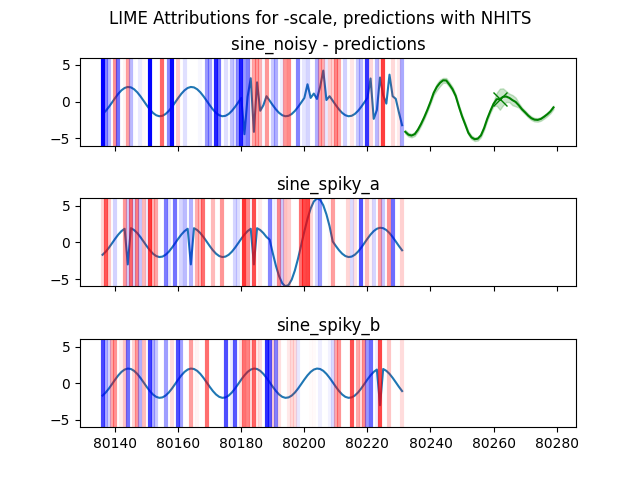 LIME Attributions for -scale, predictions with NHITS
sine_noisy - predictions
5
0
−5
sine_spiky_a
5
0
−5
sine_spiky_b
5
0
−5
80140 80160 80180 80200 80220 80240 80260 80280